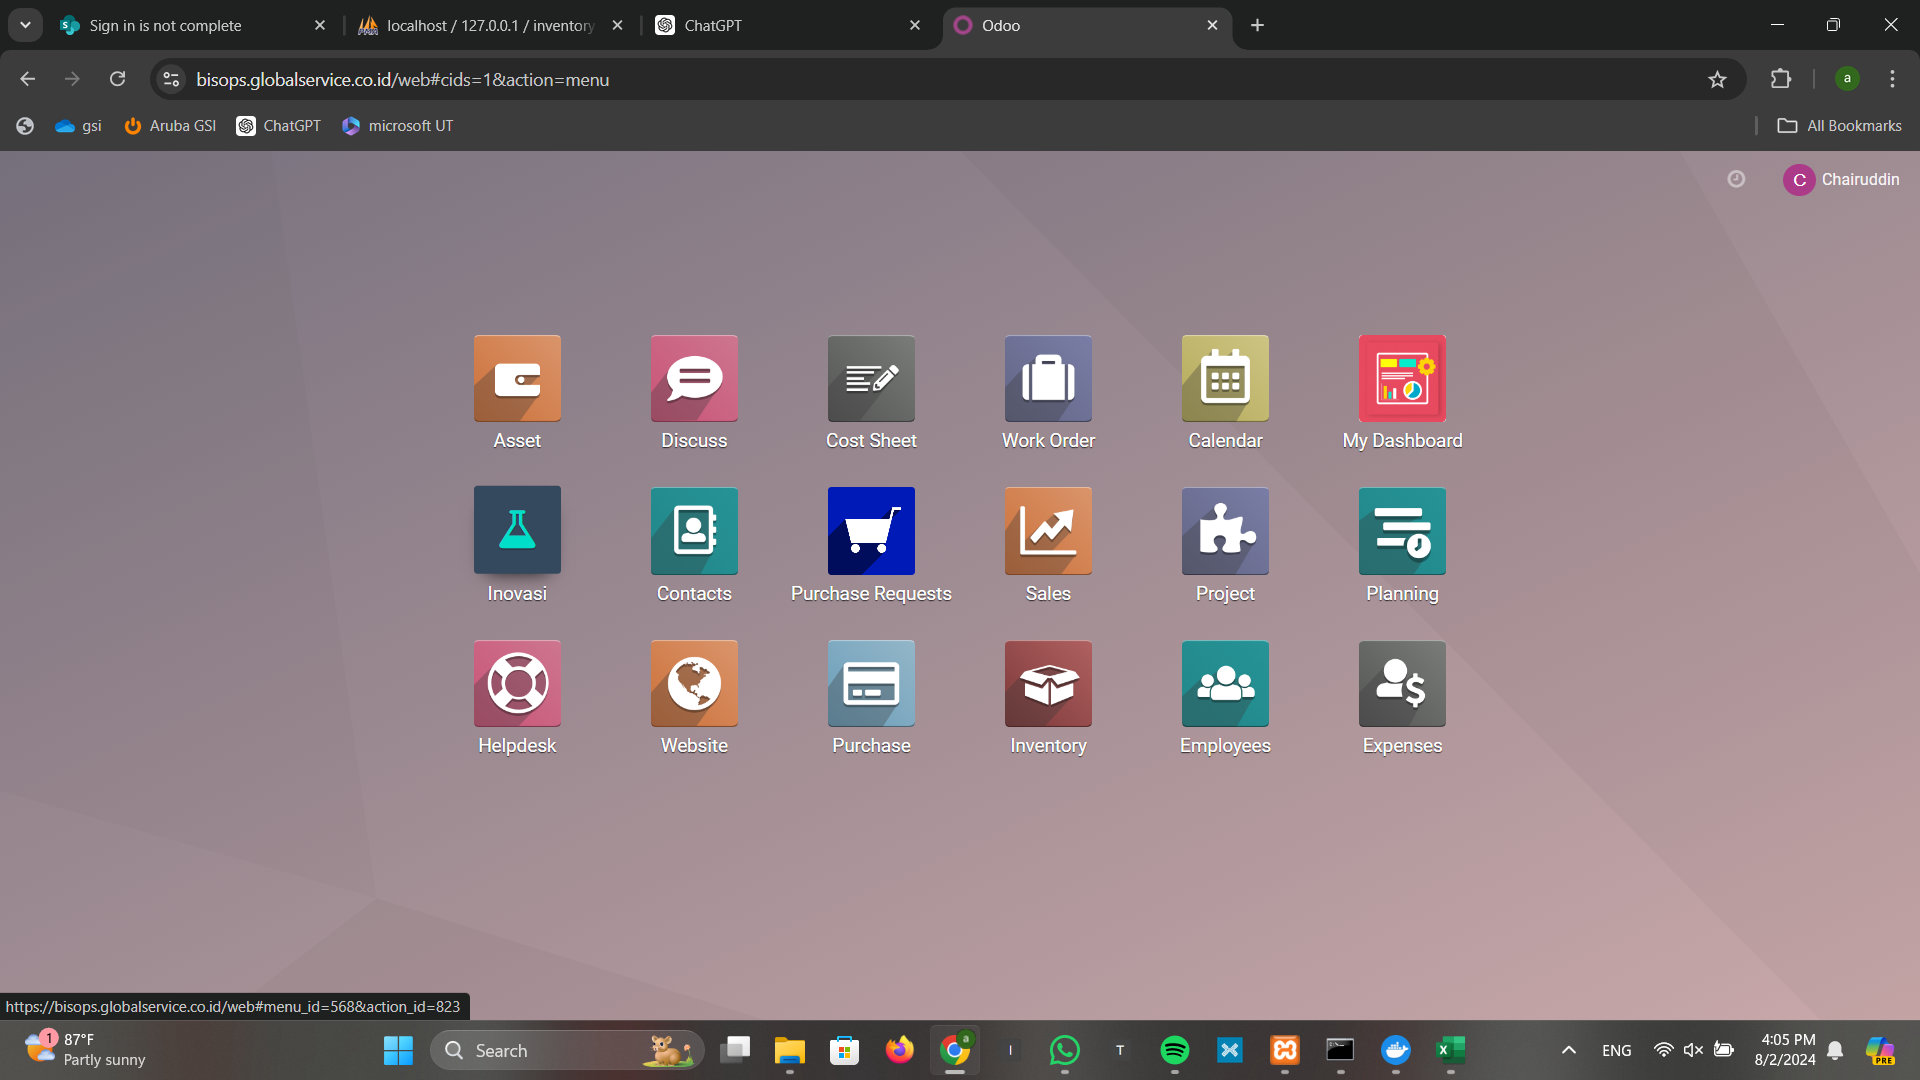 Sign in is not complete
localhost / 127.0.0.1 / inventory
ChatGPT
Odoo
bisops.globalservice.co.id/web#cids=1&action=menu
a
gsi
Aruba GSI
ChatGPT
microsoft UT
All Bookmarks
C
Chairuddin
Asset
Discuss
Cost Sheet
Work Order
Calendar
My Dashboard
Inovasi
Contacts
Purchase Requests
Sales
Project
Planning
Helpdesk
Website
Purchase
Inventory
Employees
Expenses
https://bisops.globalservice.co.id/web#menu_id=568&action_id=823
1
87°F
Partly sunny
Search
a
I
T
ENG
4:05 PM
8/2/2024
PRE